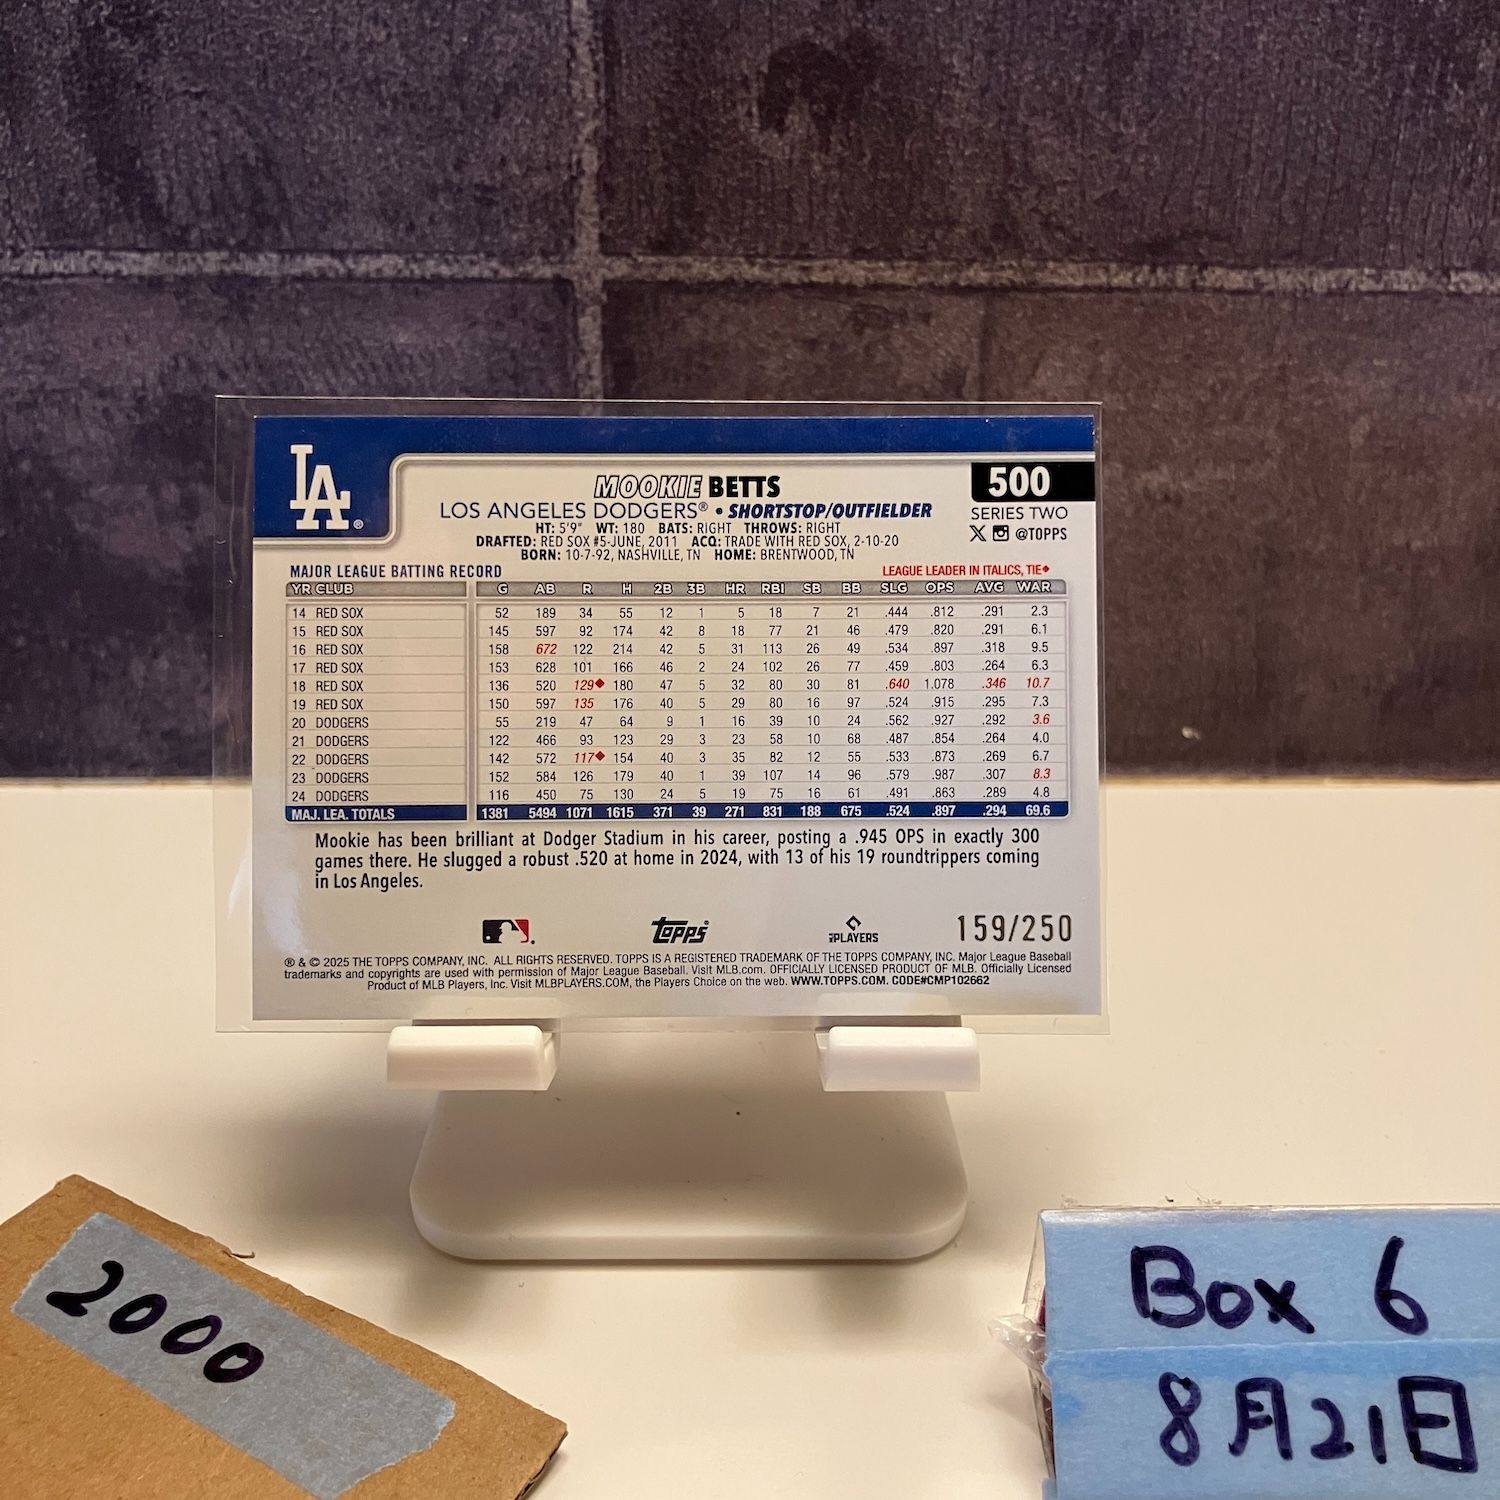 LA®
MOOKIE BETTS
500
LOS ANGELES DODGERS® • SHORTSTOP/OUTFIELDER
SERIES TWO
HT: 5'9" WT: 180 BATS: RIGHT THROWS: RIGHT
@TOPPS
DRAFTED: RED SOX #5-JUNE, 2011 ACQ: TRADE WITH RED SOX, 2-10-20
BORN: 10-7-92, NASHVILLE, TN HOME: BRENTWOOD, TN
MAJOR LEAGUE BATTING RECORD LEAGUE LEADER IN ITALICS, TIE◆
YR CLUB G AB R H 2B 3B HR RBI SB BB SLG OPS AVG WAR
14 RED SOX 52 189 34 55 12 1 5 18 7 21 .444 .812 .291 2.3
15 RED SOX 145 597 92 174 42 8 18 77 21 46 .479 .820 .291 6.1
16 RED SOX 158 672 122 214 42 5 31 113 26 49 .534 .897 .318 9.5
17 RED SOX 153 628 101 166 46 2 24 102 26 77 .459 .803 .264 6.3
18 RED SOX 136 520 129◆ 180 47 5 32 80 30 81 .640 1.078 .346 10.7
19 RED SOX 150 597 135 176 40 5 29 80 16 97 .524 .915 .295 7.3
20 DODGERS 55 219 47 64 9 1 16 39 10 24 .562 .927 .292 3.6
21 DODGERS 122 466 93 123 29 3 23 58 10 68 .487 .854 .264 4.0
22 DODGERS 142 572 117◆ 154 40 3 35 82 12 55 .533 .873 .269 6.7
23 DODGERS 152 584 126 179 40 1 39 107 14 96 .579 .987 .307 8.3
24 DODGERS 116 450 75 130 24 5 19 75 16 61 .491 .863 .289 4.8
MAJ. LEA. TOTALS 1381 5494 1071 1615 371 39 271 831 188 675 .524 .897 .294 69.6
Mookie has been brilliant at Dodger Stadium in his career, posting a .945 OPS in exactly 300
games there. He slugged a robust .520 at home in 2024, with 13 of his 19 roundtrippers coming
in Los Angeles.
Topps® PLAYERS 159/250
® & © 2025 THE TOPPS COMPANY, INC. ALL RIGHTS RESERVED. TOPPS IS A REGISTERED TRADEMARK OF THE TOPPS COMPANY, INC. Major League Baseball
trademarks and copyrights are used with permission of Major League Baseball. Visit MLB.com. OFFICIALLY LICENSED PRODUCT OF MLB. Officially Licensed
Product of MLB Players, Inc. Visit MLBPLAYERS.COM, the Players Choice on the web. WWW.TOPPS.COM. CODE#CMP102662
2000
Box 6
8月21日